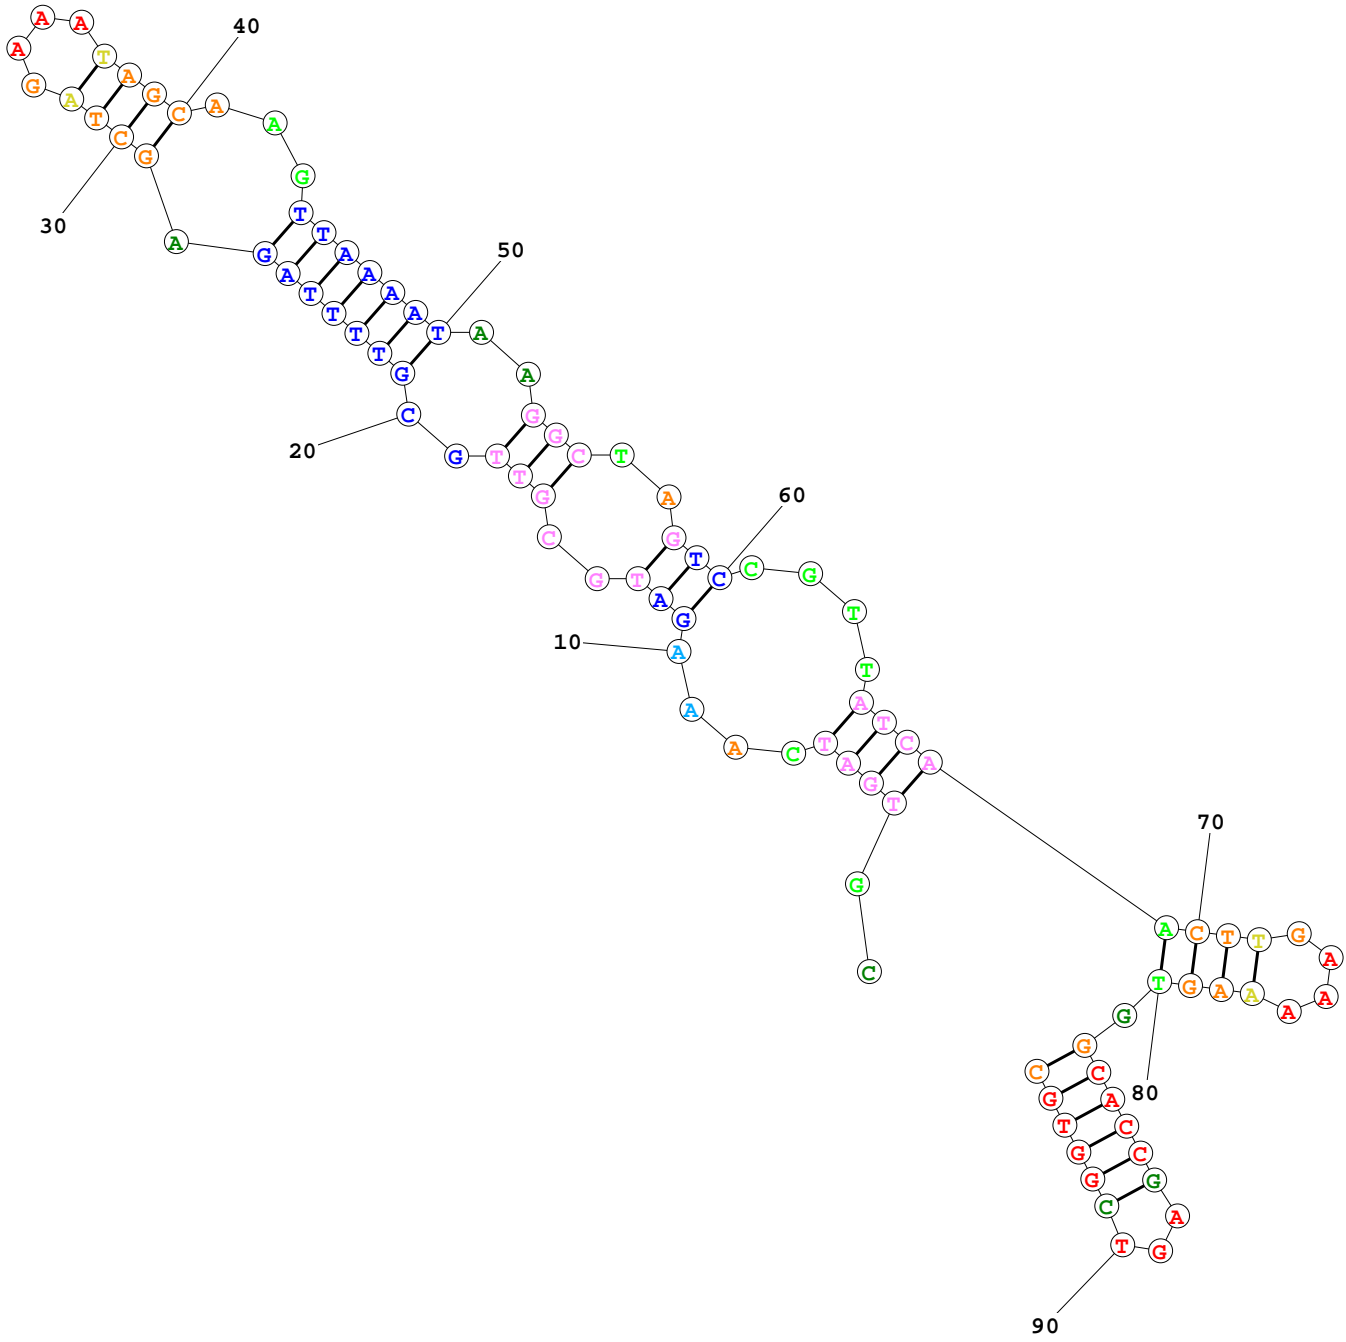 C G T G A T C A A A
10
G A T G C G T T G C
20
G T T T T A G A G C
30
T A G A A A T A G C
40
A A G T T A A A A T
50
A A G G C T A G T C
60
C G T T A T C A A C
70
T T G A A A A A G T
80
G G C A C C G A G T
90
C G G T G C